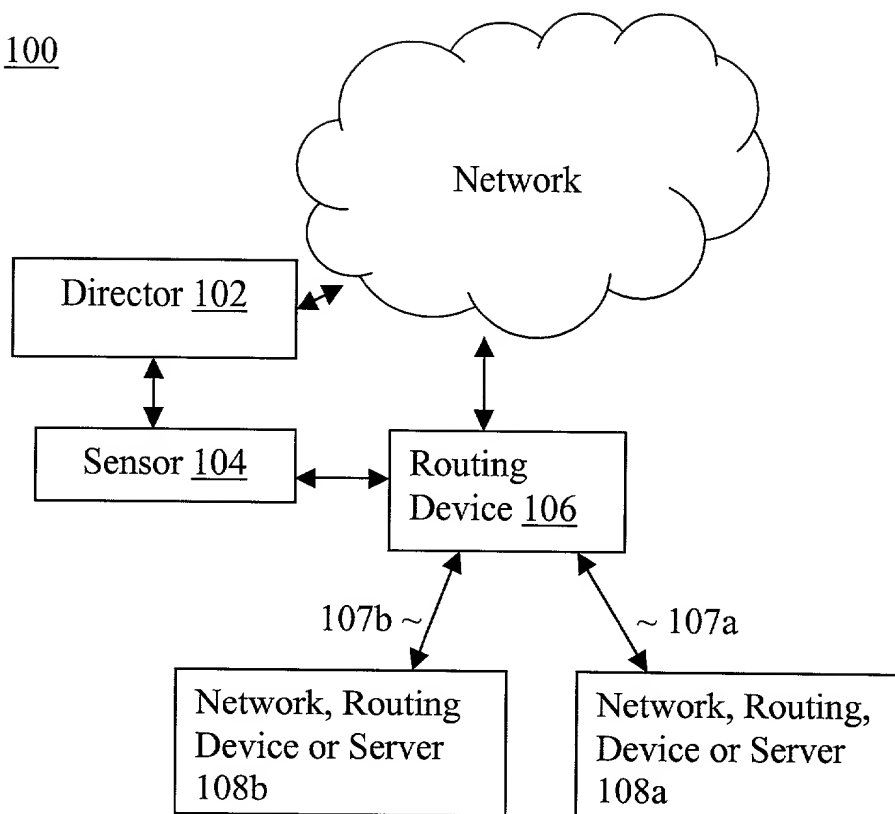 100
Network
Director 102
Sensor 104
Routing
Device 106
107b ~
~ 107a
Network, Routing
Device or Server
108b
Network, Routing,
Device or Server
108a